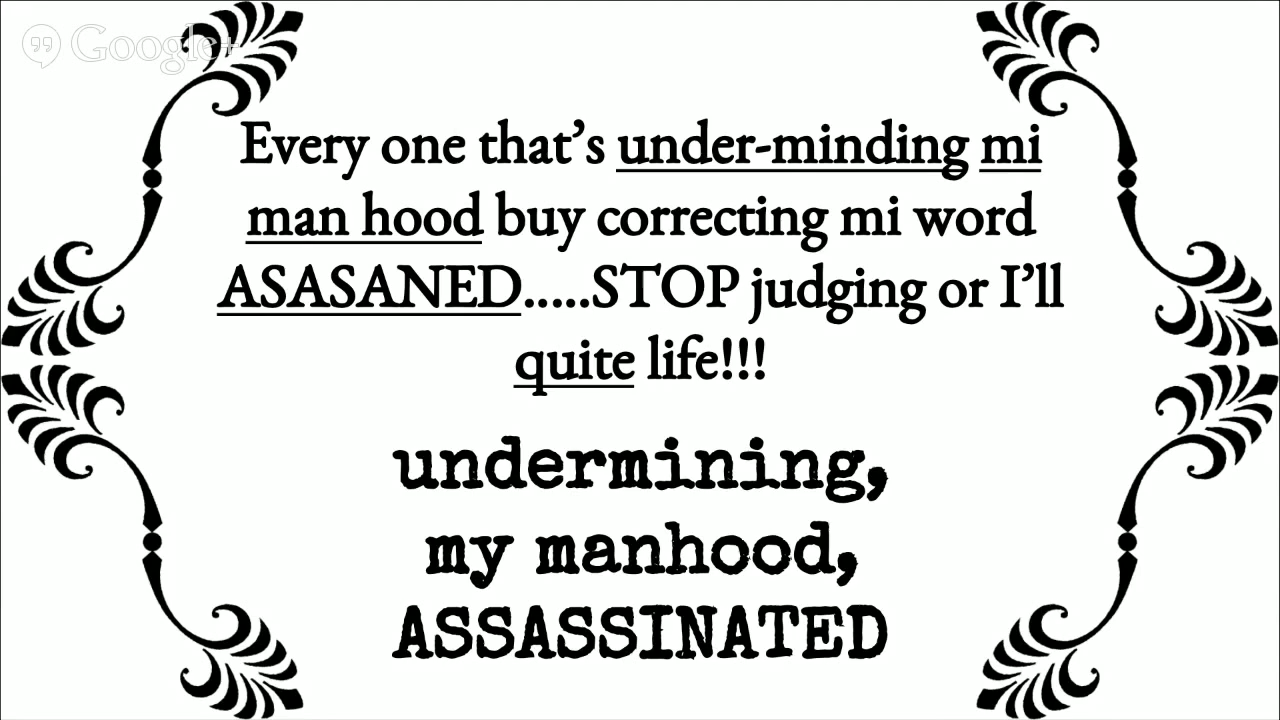 Google+
Every one that’s under-minding mi
man hood buy correcting mi word
ASASANED.....STOP judging or I’ll
quite life!!!
undermining,
my manhood,
ASSASSINATED